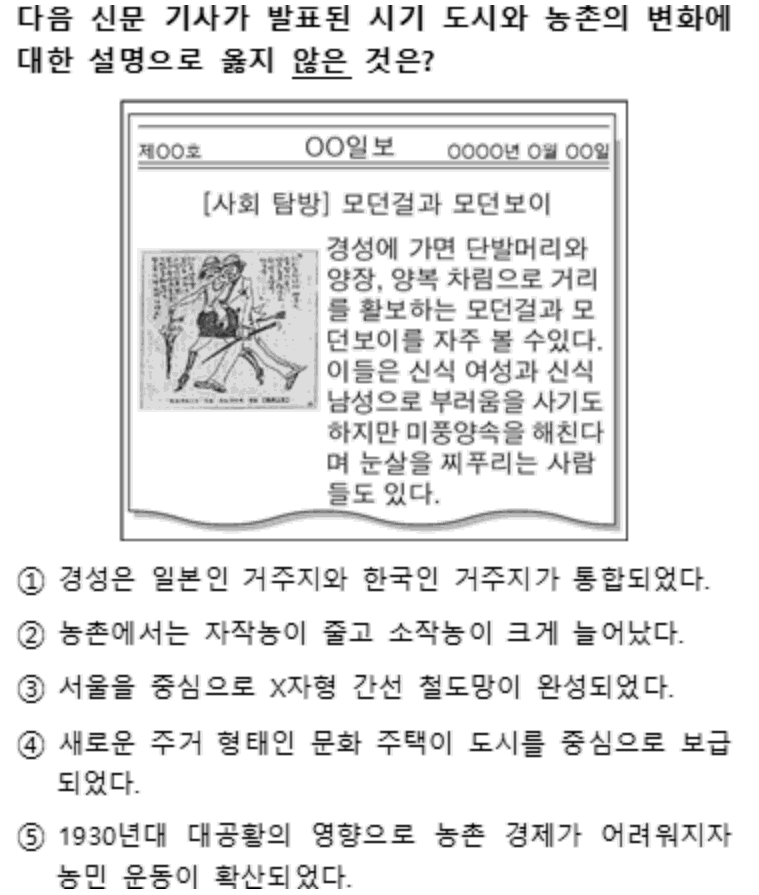 다음 신문 기사가 발표된 시기 도시와 농촌의 변화에
대한 설명으로 옳지 않은 것은?
제OO호
OO일보
OOOO년 O월 OO일
[사회 탐방] 모던걸과 모던보이
경성에 가면 단발머리와
양장, 양복 차림으로 거리
를 활보하는 모던걸과 모
던보이를 자주 볼 수있다.
이들은 신식 여성과 신식
남성으로 부러움을 사기도
하지만 미풍양속을 해친다
며 눈살을 찌푸리는 사람
들도 있다.
① 경성은 일본인 거주지와 한국인 거주지가 통합되었다.
② 농촌에서는 자작농이 줄고 소작농이 크게 늘어났다.
③ 서울을 중심으로 X자형 간선 철도망이 완성되었다.
④ 새로운 주거 형태인 문화 주택이 도시를 중심으로 보급
되었다.
⑤ 1930년대 대공황의 영향으로 농촌 경제가 어려워지자
농민 운동이 확산되었다.